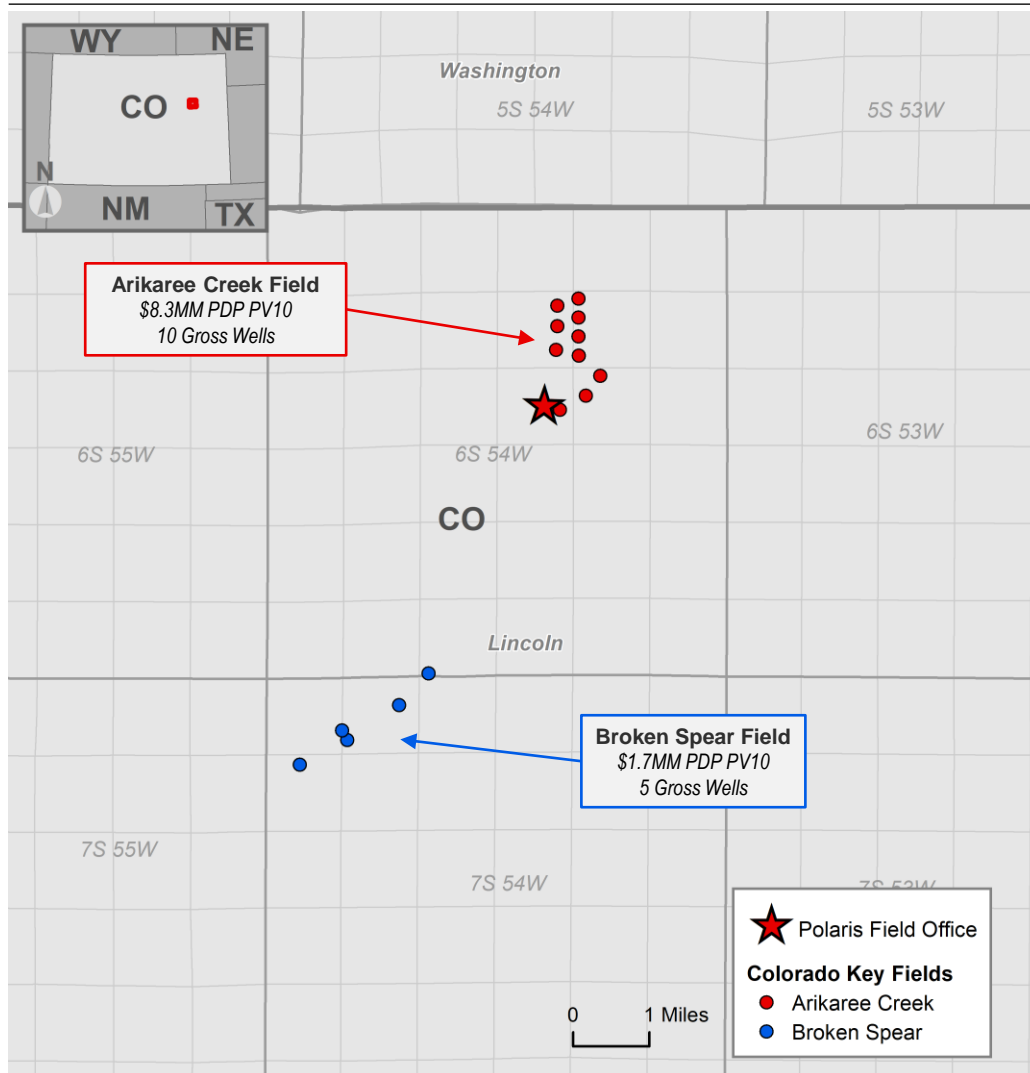 WY
NE
CO
N
NM
TX
Washington
5S 54W
5S 53W
Arikaree Creek Field
$8.3MM PDP PV10
10 Gross Wells
6S 55W
6S 54W
6S 53W
CO
Lincoln
Broken Spear Field
$1.7MM PDP PV10
5 Gross Wells
7S 55W
7S 54W
7S 53W
Polaris Field Office
Colorado Key Fields
Arikaree Creek
Broken Spear
0 1 Miles